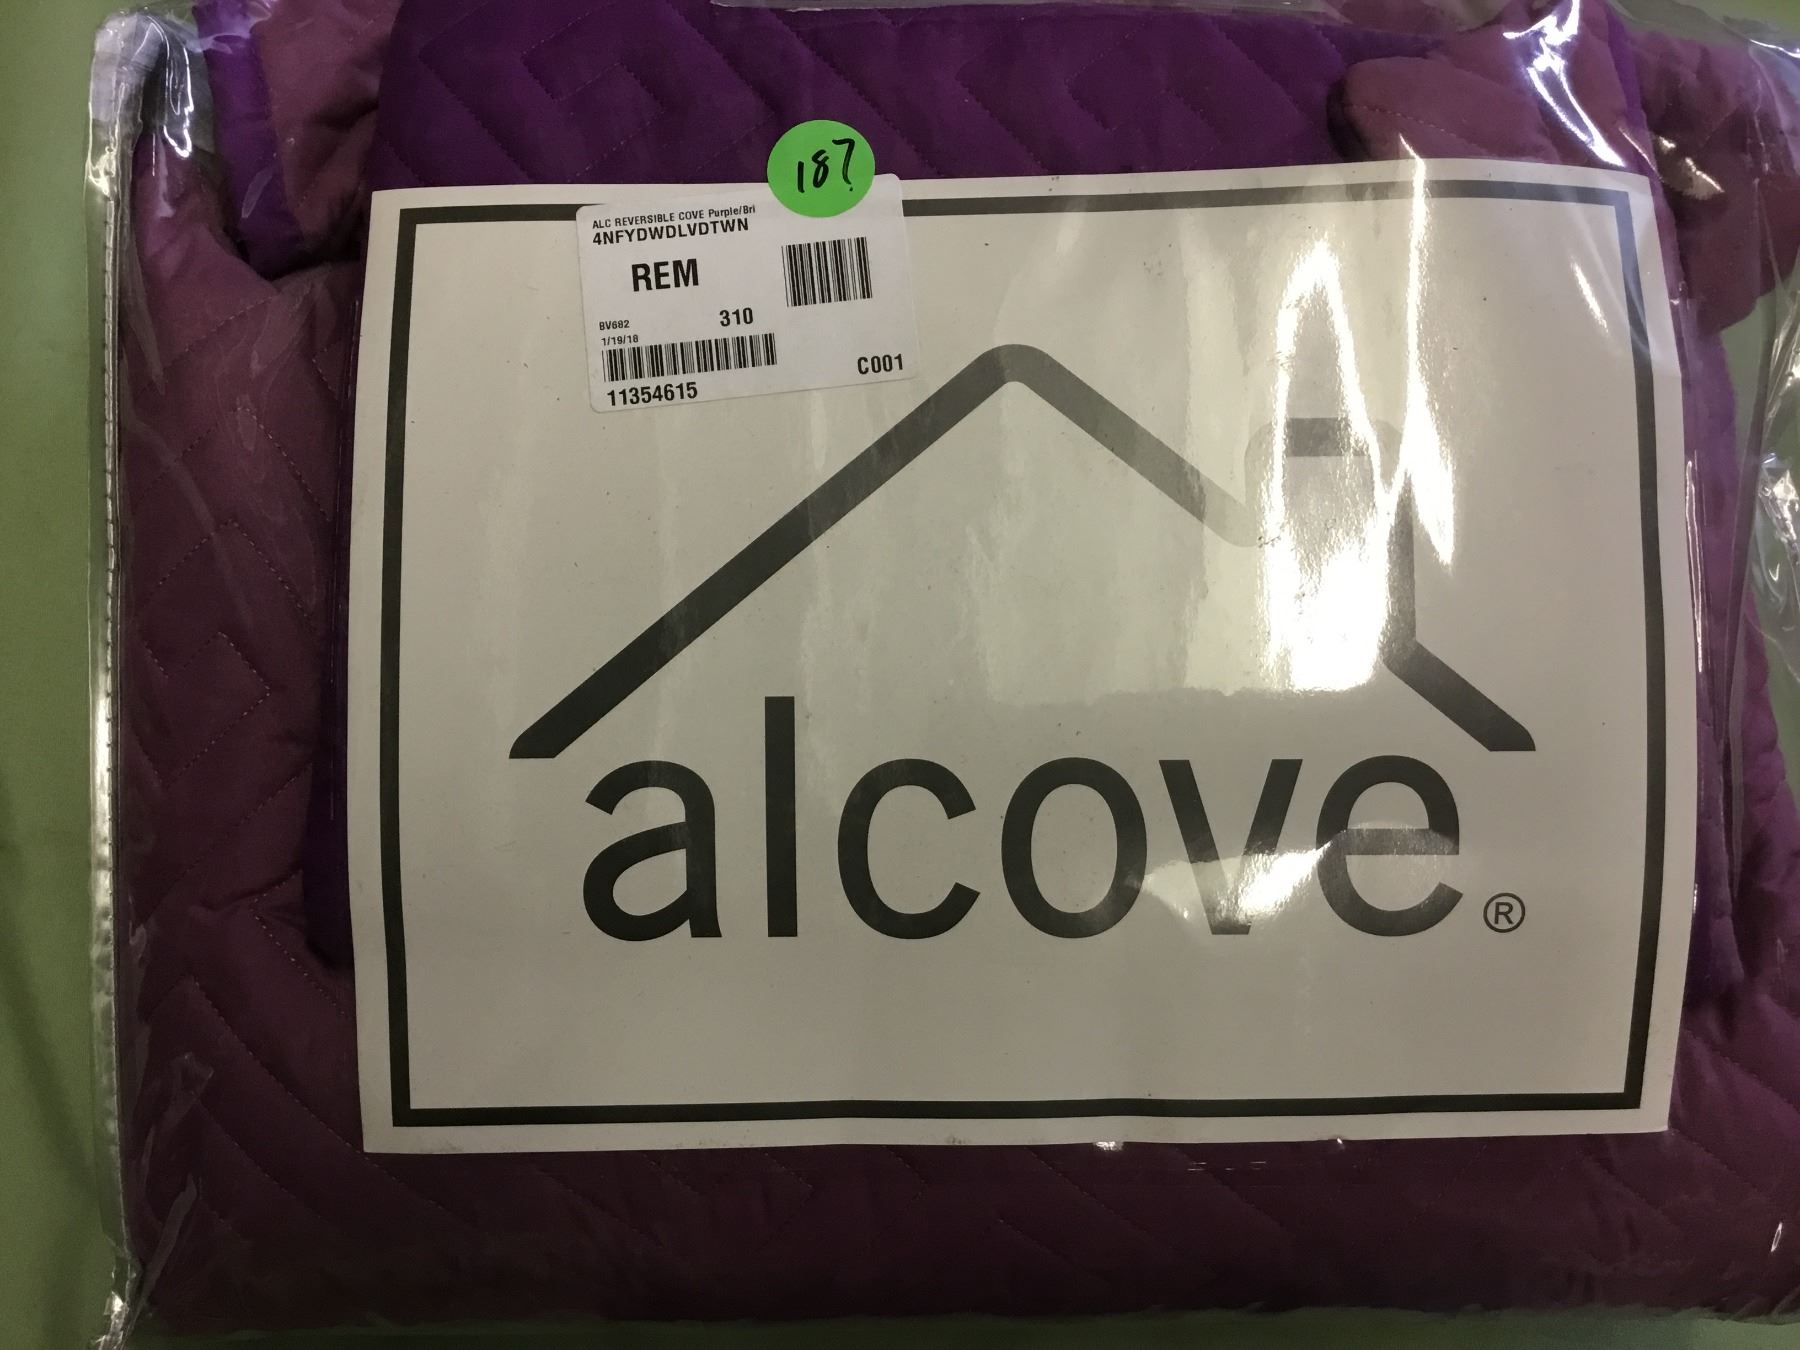 187
ALC REVERSIBLE COVE Purple/Bri
4NFYDWDLVDTWN
REM
BV682 310
1/19/18
C001
11354615
alcove®